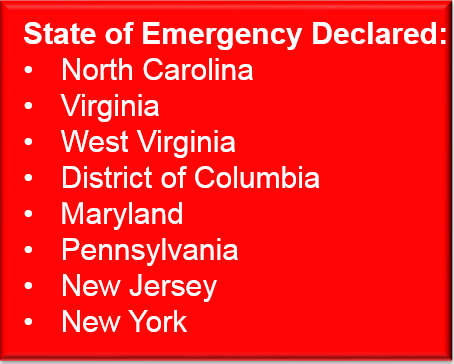 State of Emergency Declared:
• North Carolina
• Virginia
• West Virginia
• District of Columbia
• Maryland
• Pennsylvania
• New Jersey
• New York